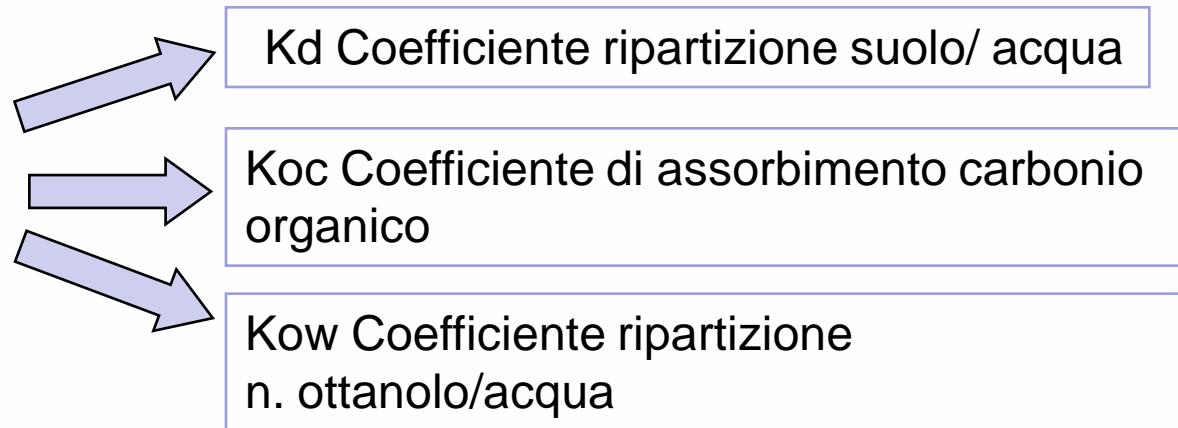 Kd Coefficiente ripartizione suolo/ acqua
Koc Coefficiente di assorbimento carbonio
organico
Kow Coefficiente ripartizione
n. ottanolo/acqua